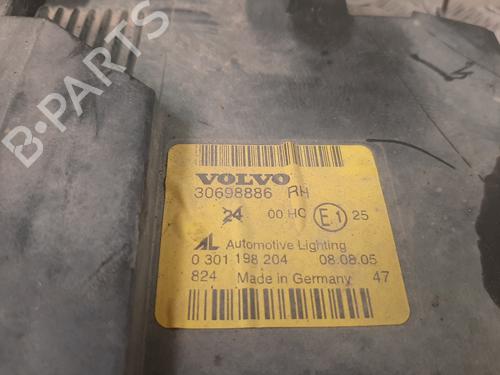 B-PARTS
VOLVO
30698886 RH
24 00 HC E1 25
AL Automotive Lighting
0 301 198 204 08.08.05
824 Made in Germany 47